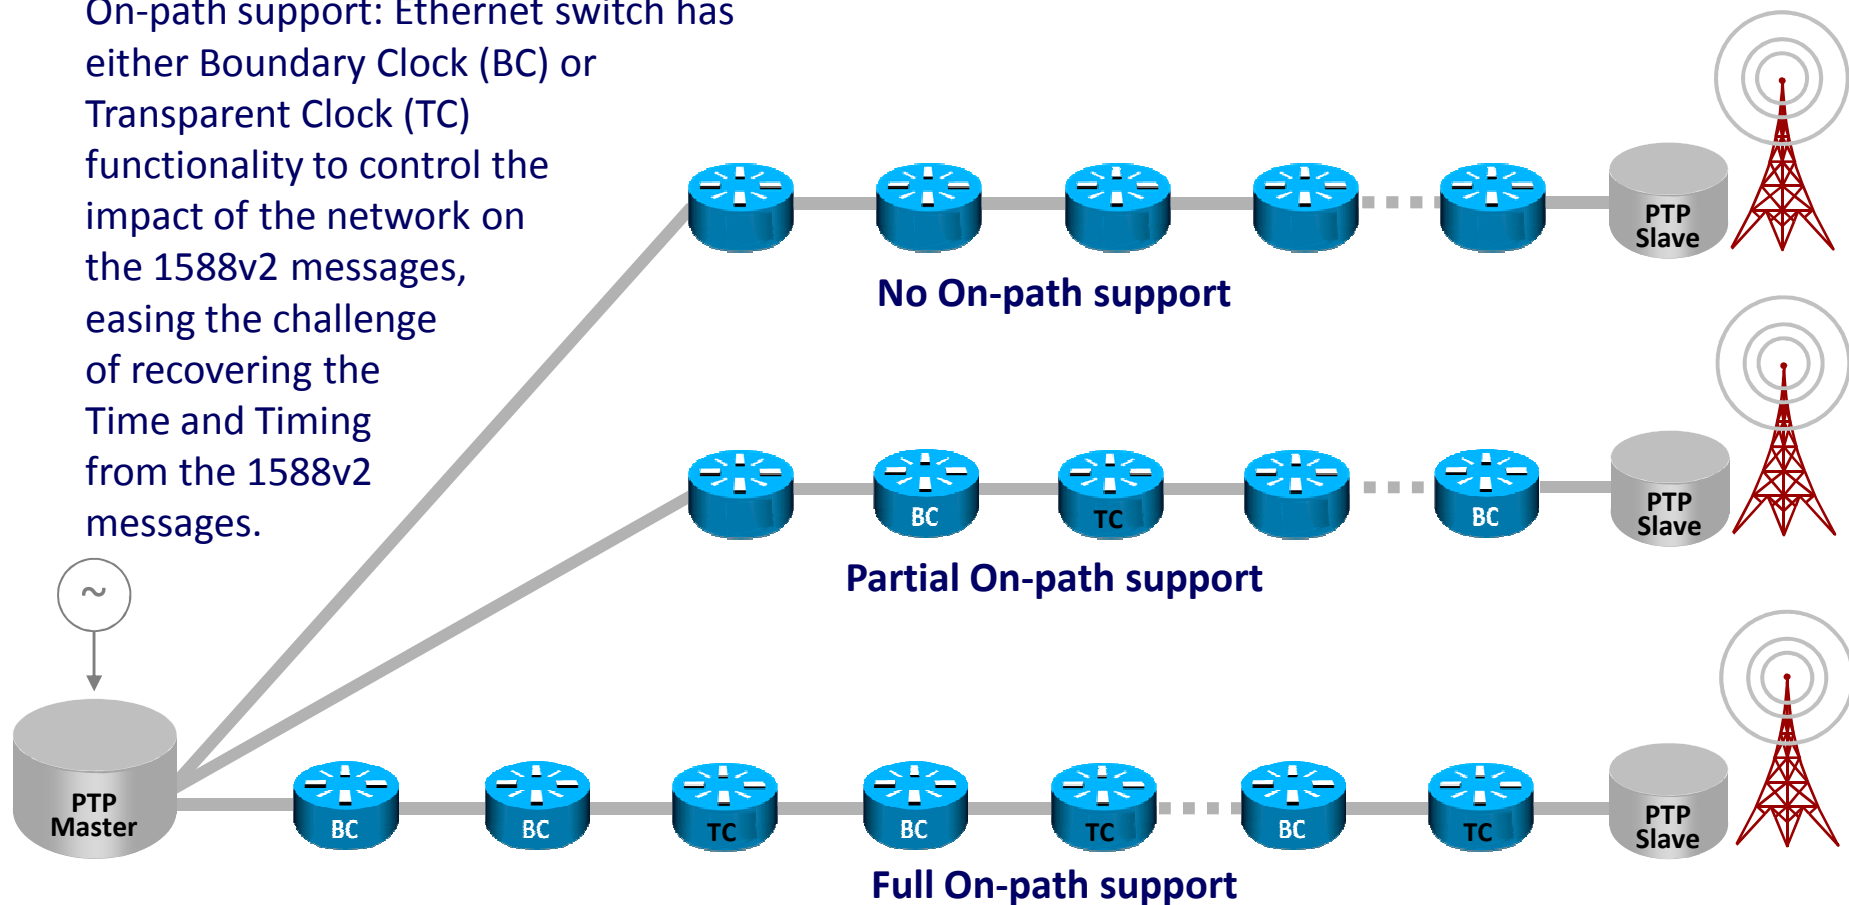 On-path support: Ethernet switch has
either Boundary Clock (BC) or
Transparent Clock (TC)
functionality to control the
impact of the network on
the 1588v2 messages,
easing the challenge
of recovering the
Time and Timing
from the 1588v2
messages.
PTP
Slave
No On-path support
BC
TC
BC
PTP
Slave
Partial On-path support
~
PTP
Master
BC
BC
TC
BC
TC
BC
TC
PTP
Slave
Full On-path support